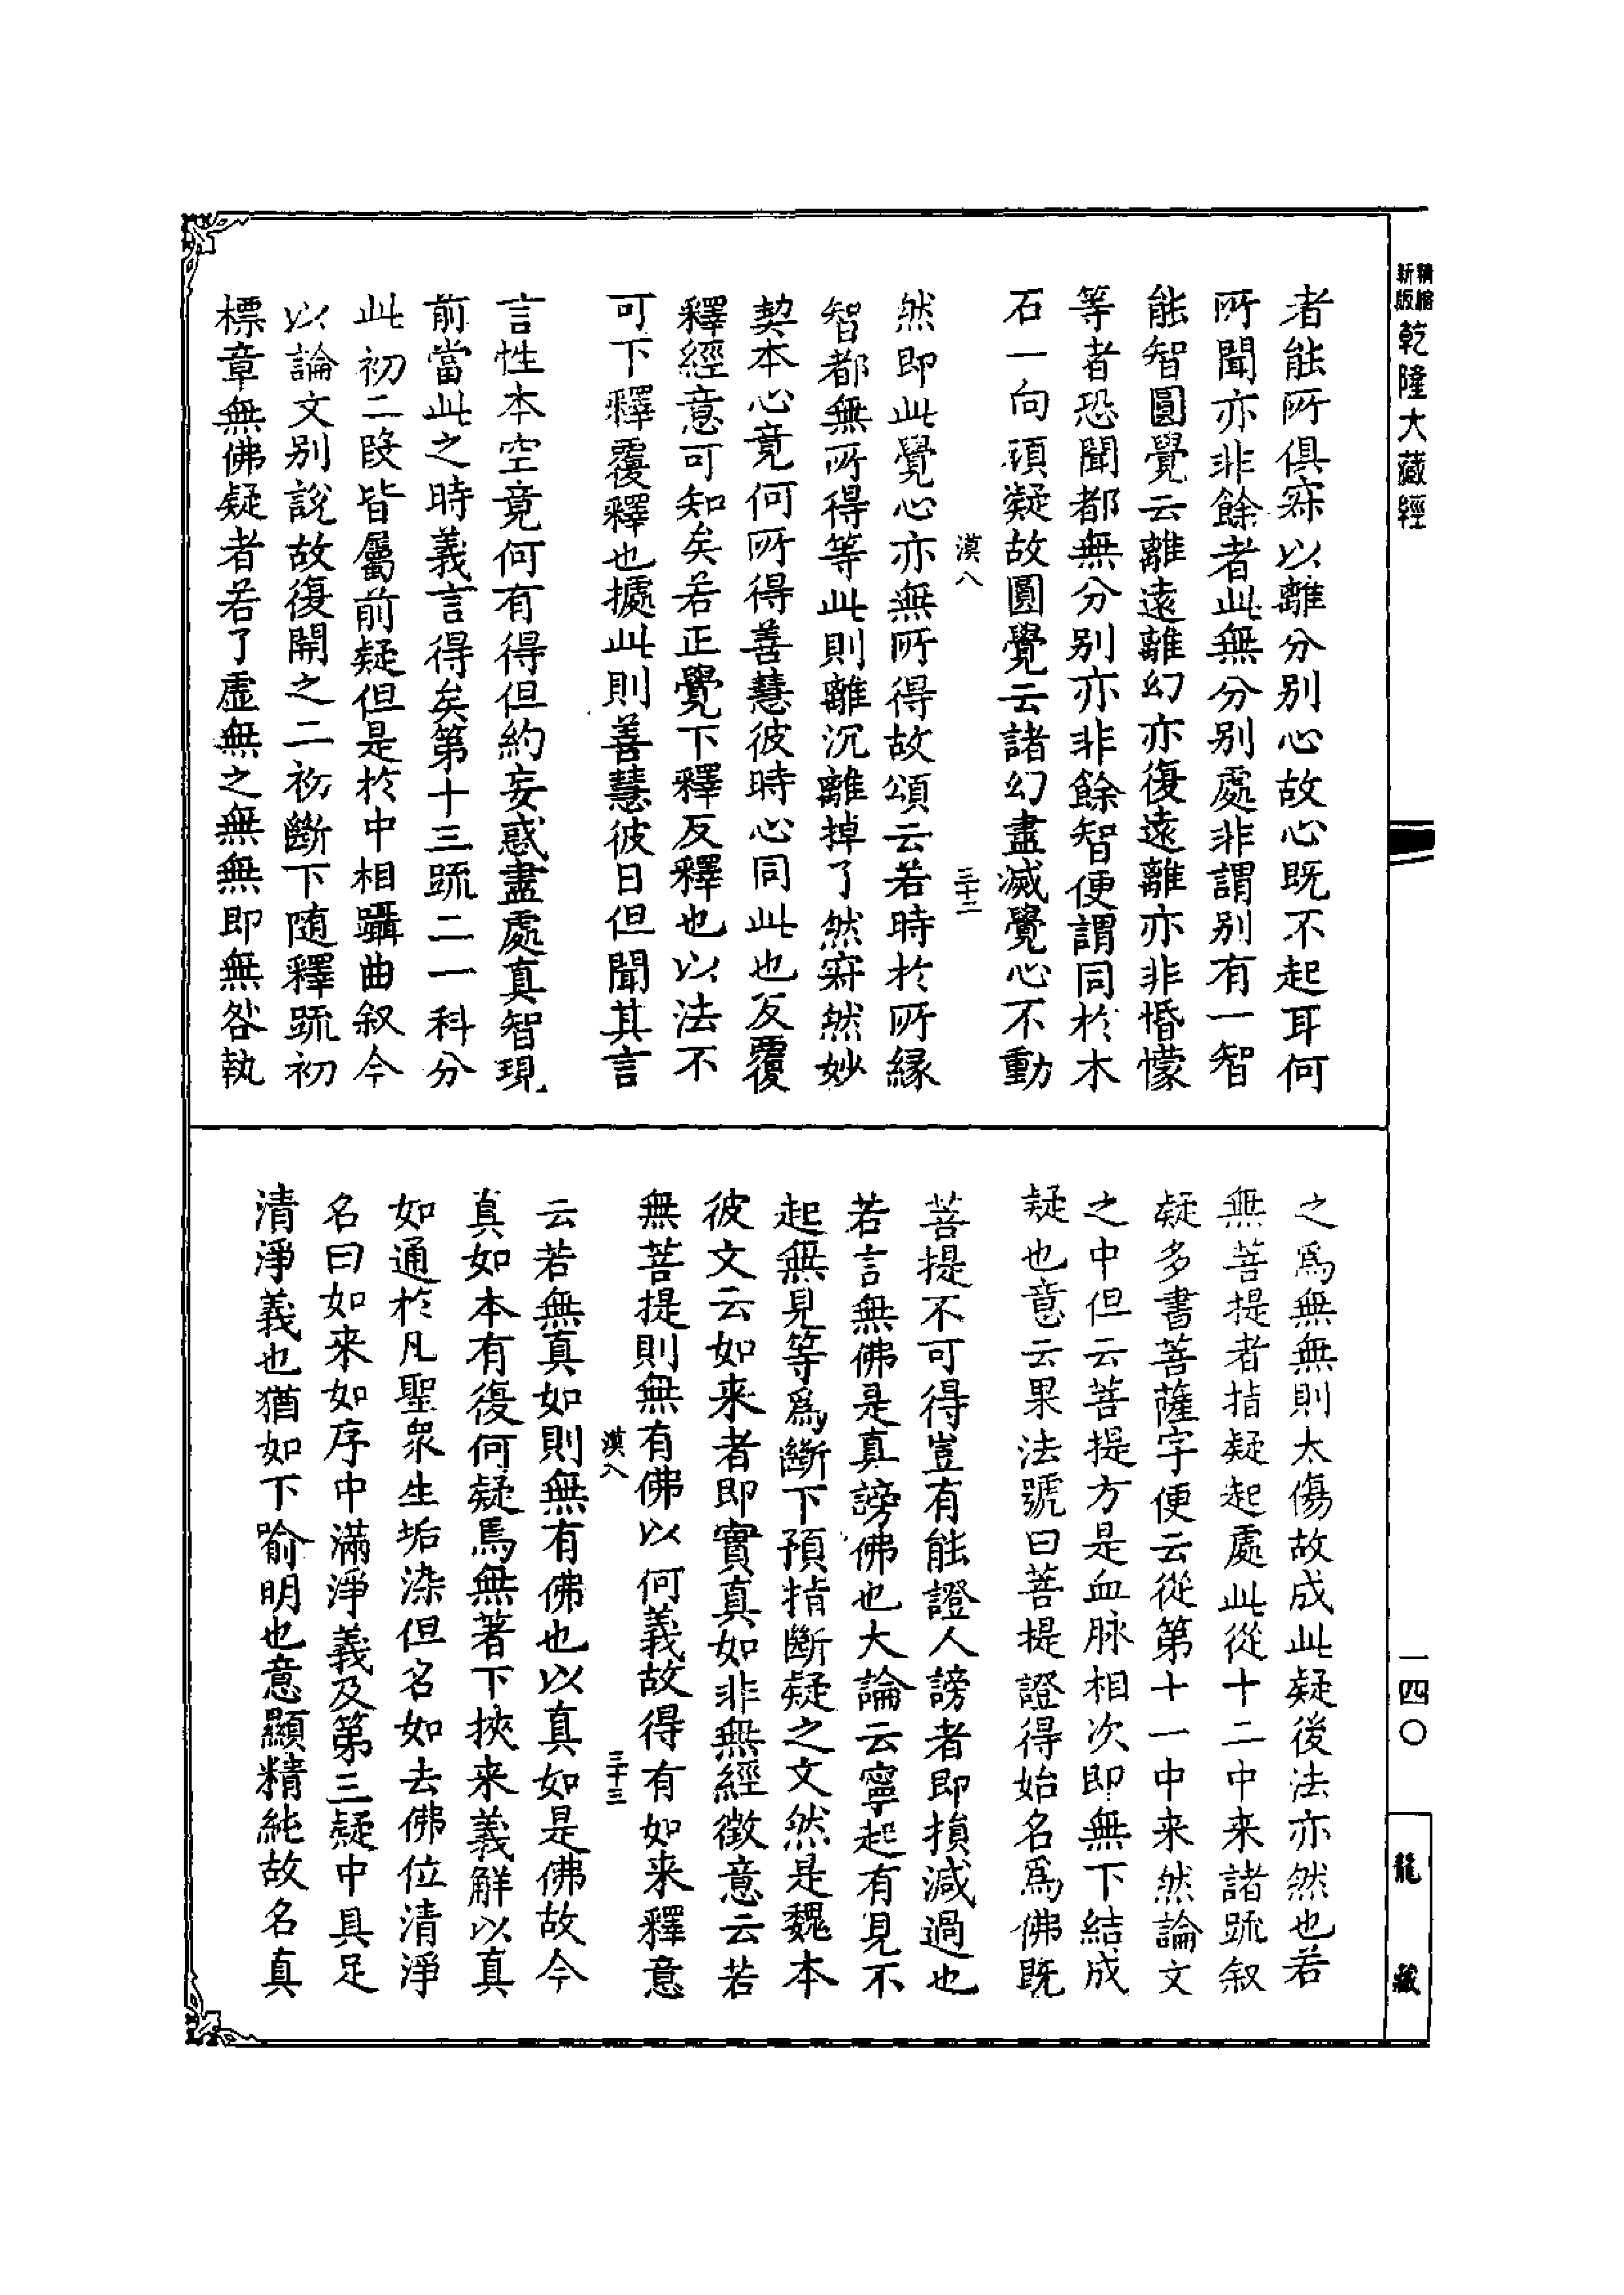 精縮新版乾隆大藏經
者能所俱寂以離分别心故心既不起耳何
所聞亦非餘者此無分别處非謂别有一智
能智圓覺云離遠離幻亦復遠離亦非惛懞
等者恐聞都無分别亦非餘智便謂同於木
石一向頑礙故圓覺云諸幻盡滅覺心不動
漠八
三十二
然即此覺心亦無所得故頌云若時於所緣
智都無所得等此則離沉離掉了然寂然妙
契本心竟何所得善慧彼時心同此也反覆
釋經意可知矣若正覺下釋反釋也以法不
可下釋覆釋也據此則善慧彼日但聞其言
言性本空竟何有得但約妄惑盡處真智現
前當此之時義言得矣第十三䟽二一科分
此初二段皆屬前疑但是於中相躡曲叙今
以論文别說故復開之二初斷下随釋䟽初
標章無佛疑者若了虛無之無無即無咎執
之爲無無則太傷故成此疑後法亦然也若
無菩提者指疑起處此從十二中来諸䟽叙
疑多書菩薩字便云從第十一中来然論文
之中但云菩提方是血脉相次即無下結成
疑也意云果法號曰菩提證得始名爲佛既
菩提不可得豈有能證人謗者即損減過也
若言無佛是真謗佛也大論云寧起有見不
起無見等爲斷下預指斷疑之文然是魏本
彼文云如来者即實真如非無經徵意云若
無菩提則無有佛以何義故得有如来釋意
漠八
三十三
云若無真如則無有佛也以真如是佛故今
真如本有復何疑焉無著下挾来義解以真
如通於凡聖衆生垢染但名如去佛位清淨
名曰如来如序中滿淨義及第三疑中具足
清淨義也猶如下喻明也意顯精純故名真
一四〇
龍藏